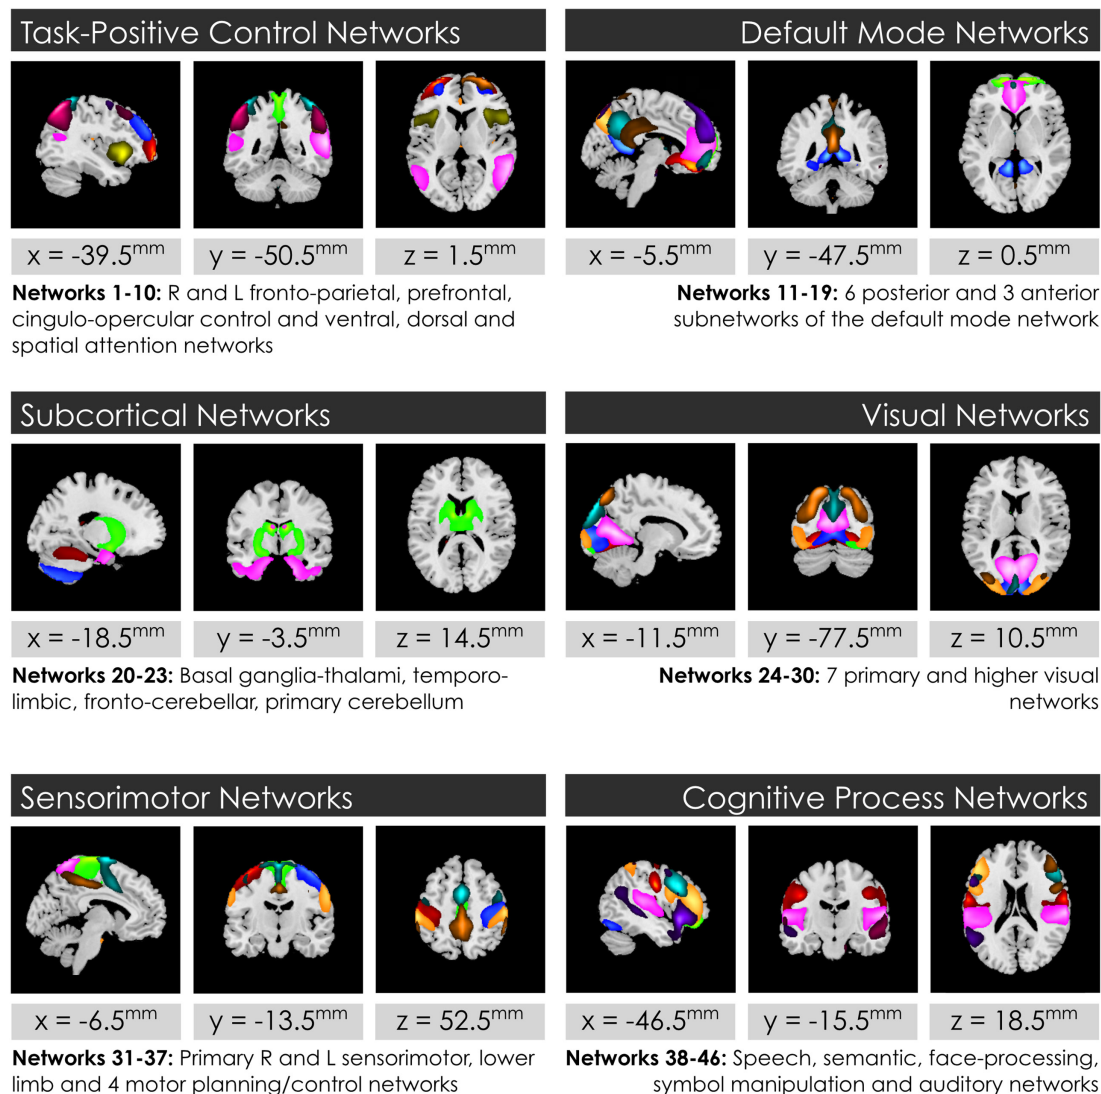 Task-Positive Control Networks
x = -39.5mm
y = -50.5mm
z = 1.5mm
Networks 1-10: R and L fronto-parietal, prefrontal,
cingulo-opercular control and ventral, dorsal and
spatial attention networks
Default Mode Networks
x = -5.5mm
y = -47.5mm
z = 0.5mm
Networks 11-19: 6 posterior and 3 anterior
subnetworks of the default mode network
Subcortical Networks
x = -18.5mm
y = -3.5mm
z = 14.5mm
Networks 20-23: Basal ganglia-thalami, temporo-
limbic, fronto-cerebellar, primary cerebellum
Visual Networks
x = -11.5mm
y = -77.5mm
z = 10.5mm
Networks 24-30: 7 primary and higher visual
networks
Sensorimotor Networks
x = -6.5mm
y = -13.5mm
z = 52.5mm
Networks 31-37: Primary R and L sensorimotor, lower
limb and 4 motor planning/control networks
Cognitive Process Networks
x = -46.5mm
y = -15.5mm
z = 18.5mm
Networks 38-46: Speech, semantic, face-processing,
symbol manipulation and auditory networks